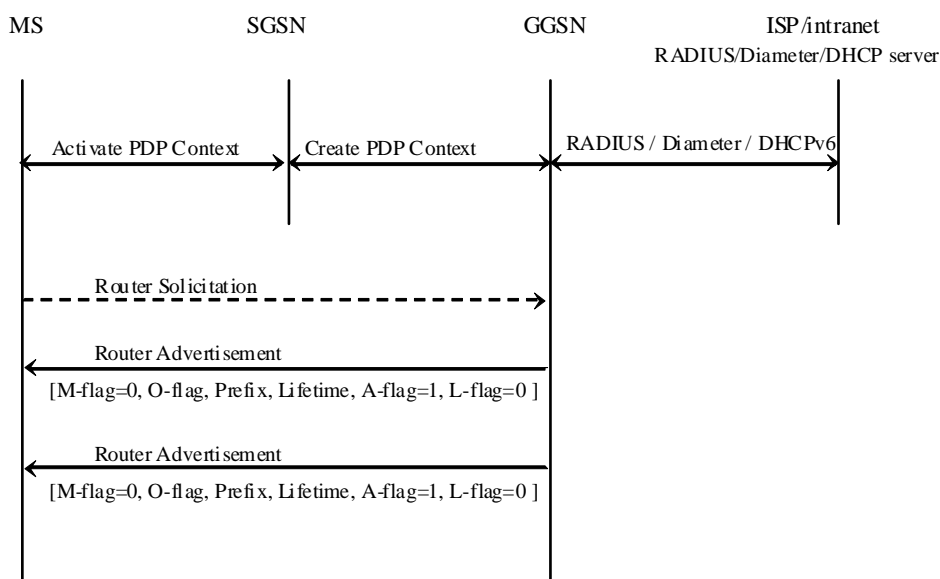 MS
SGSN
GGSN
ISP/intranet
RADIUS/Diameter/DHCP server
Activate PDP Context
Create PDP Context
RADIUS / Diameter / DHCPv6
Router Solicitation
Router Advertisement
[M-flag=0, O-flag, Prefix, Lifetime, A-flag=1, L-flag=0 ]
Router Advertisement
[M-flag=0, O-flag, Prefix, Lifetime, A-flag=1, L-flag=0 ]